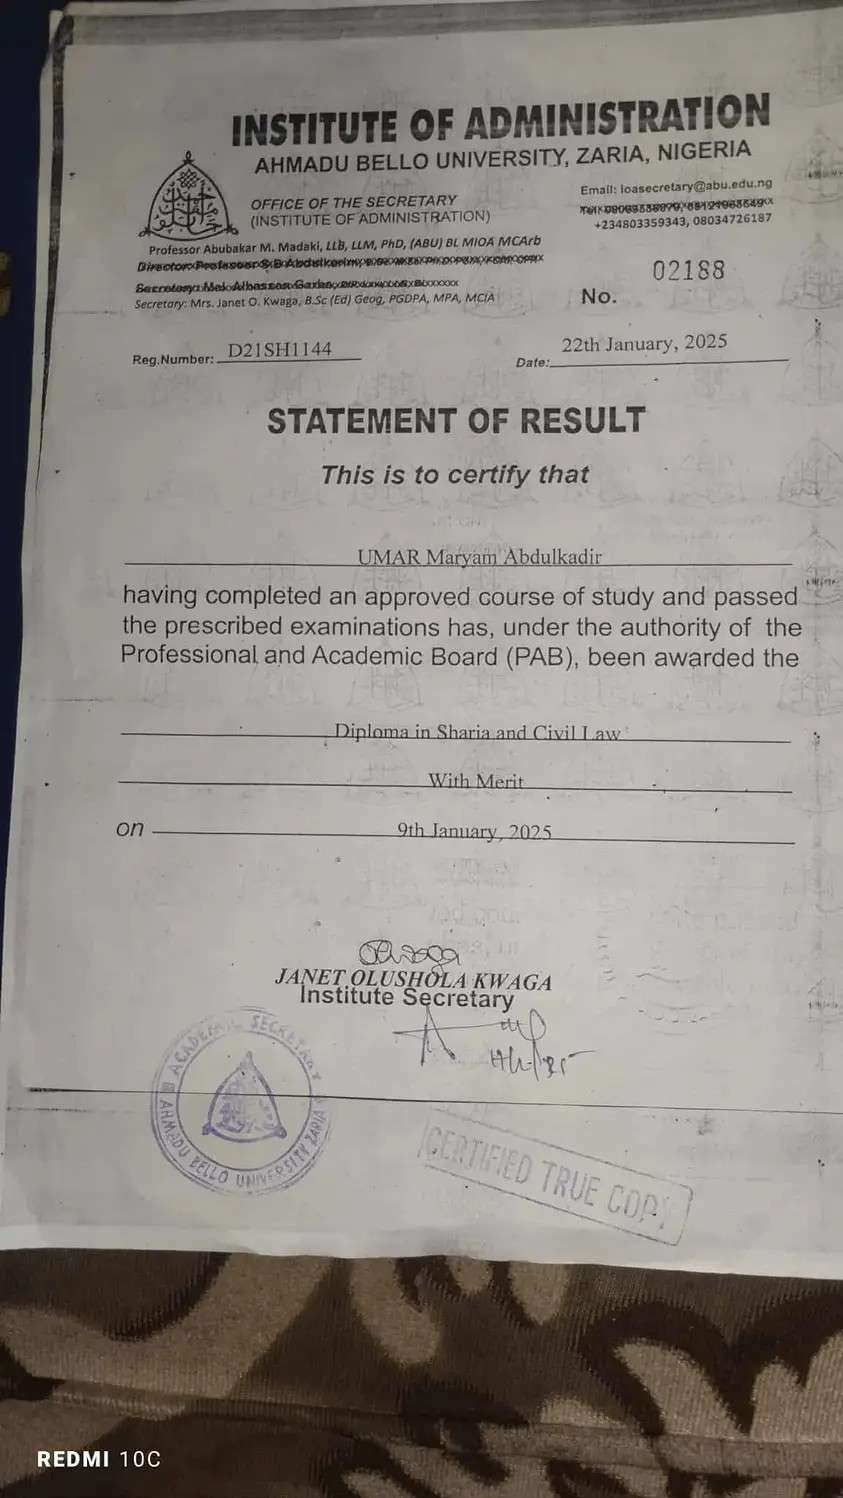 INSTITUTE OF ADMINISTRATION
AHMADU BELLO UNIVERSITY, ZARIA, NIGERIA
OFFICE OF THE SECRETARY
(INSTITUTE OF ADMINISTRATION)
Email: Ioasecretary@abu.edu.ng
+234803359343, 08034726187
Professor Abubakar M. Madaki, LLB, LLM, PhD, (ABU) BL MIOA MCArb
Secretary: Mrs. Janet O. Kwaga, B.Sc (Ed) Geog, PGDPA, MPA, MCIA
No. 02188
Reg.Number: D21SH1144
Date: 22th January, 2025
STATEMENT OF RESULT
This is to certify that
UMAR Maryam Abdulkadir
having completed an approved course of study and passed
the prescribed examinations has, under the authority of the
Professional and Academic Board (PAB), been awarded the
Diploma in Sharia and Civil Law
With Merit
on 9th January, 2025
JANET OLUSHOLA KWAGA
Institute Secretary
ACADEMIC SECRETARY
AHMADU BELLO UNIVERSITY ZARIA
CERTIFIED TRUE COPY
REDMI 10C